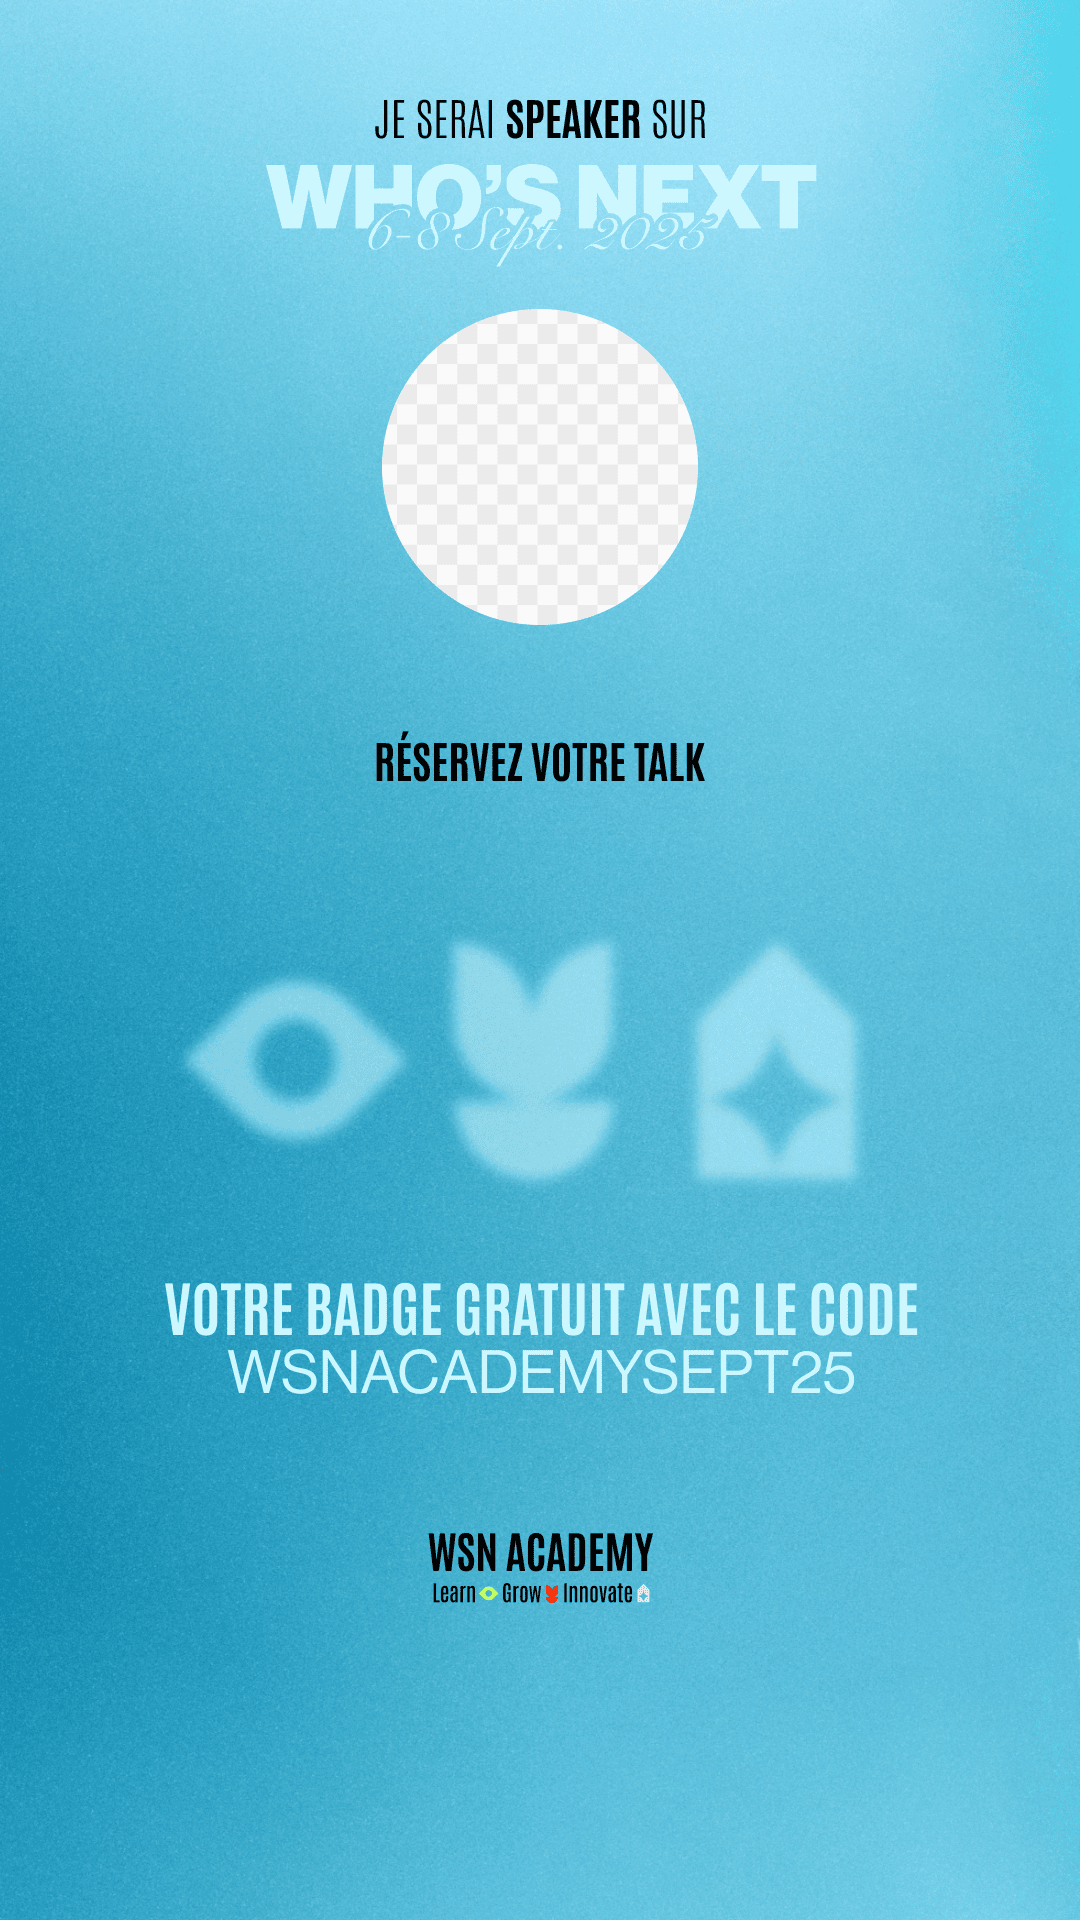 JE SERAI SPEAKER SUR
WHO'S NEXT
6-8 Sept. 2025
RÉSERVEZ VOTRE TALK
VOTRE BADGE GRATUIT AVEC LE CODE
WSNACADEMYSEPT25
WSN ACADEMY
Learn Grow Innovate